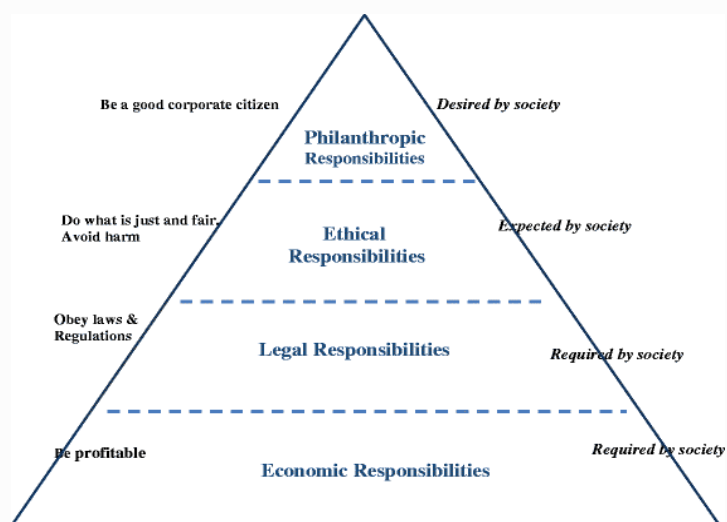 Be a good corporate citizen
Desired by society
Philanthropic
Responsibilities
Do what is just and fair,
Avoid harm
Expected by society
Ethical
Responsibilities
Obey laws &
Regulations
Legal Responsibilities
Required by society
Be profitable
Required by society
Economic Responsibilities